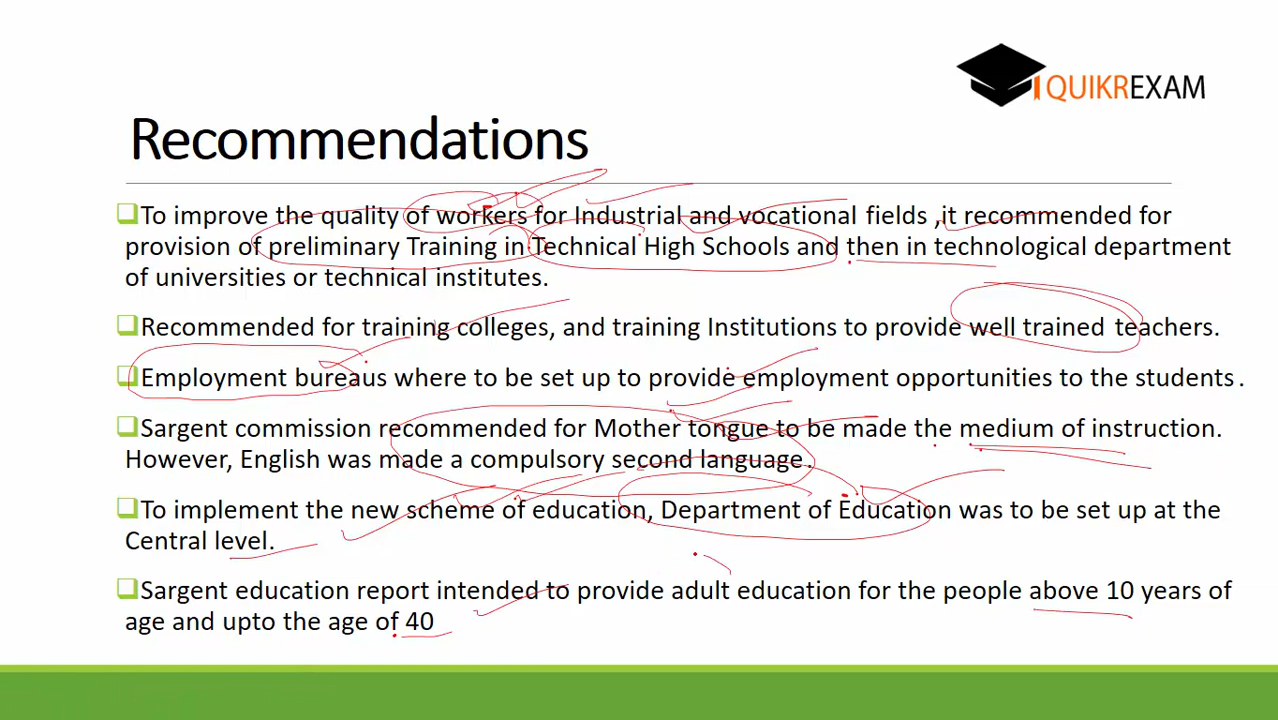 QUIKREXAM
Recommendations
To improve the quality of workers for Industrial and vocational fields ,it recommended for
provision of preliminary Training in Technical High Schools and then in technological department
of universities or technical institutes.
Recommended for training colleges, and training Institutions to provide well trained teachers.
Employment bureaus where to be set up to provide employment opportunities to the students .
Sargent commission recommended for Mother tongue to be made the medium of instruction.
However, English was made a compulsory second language.
To implement the new scheme of education, Department of Education was to be set up at the
Central level.
Sargent education report intended to provide adult education for the people above 10 years of
age and upto the age of 40